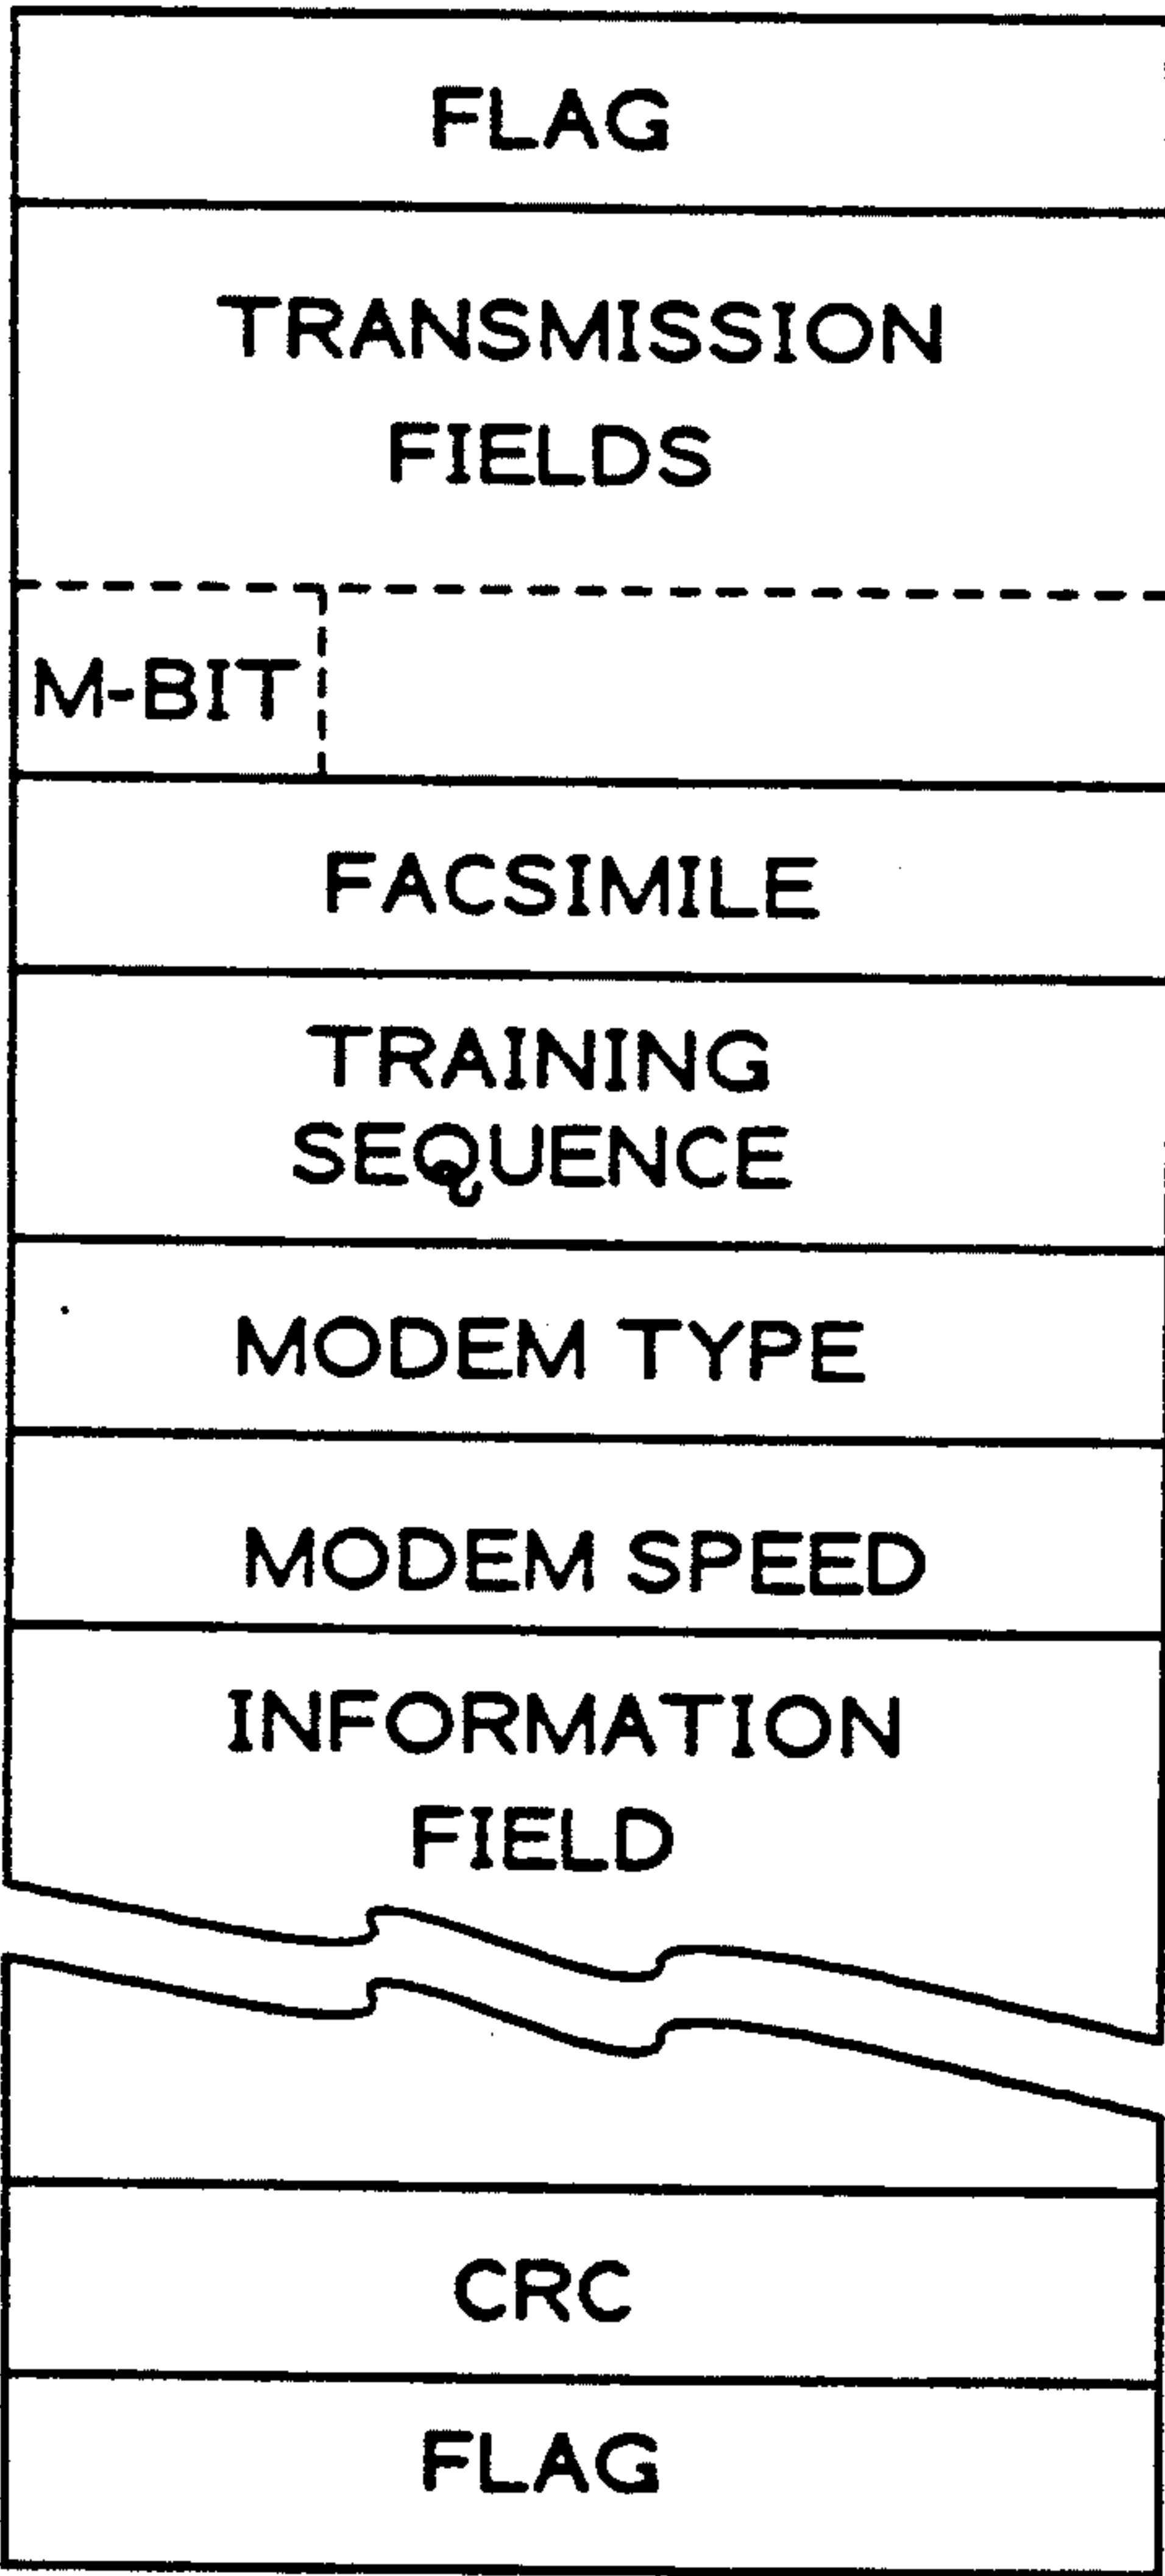 FLAG
TRANSMISSION
FIELDS
M-BIT
FACSIMILE
TRAINING
SEQUENCE
MODEM TYPE
MODEM SPEED
INFORMATION
FIELD
CRC
FLAG